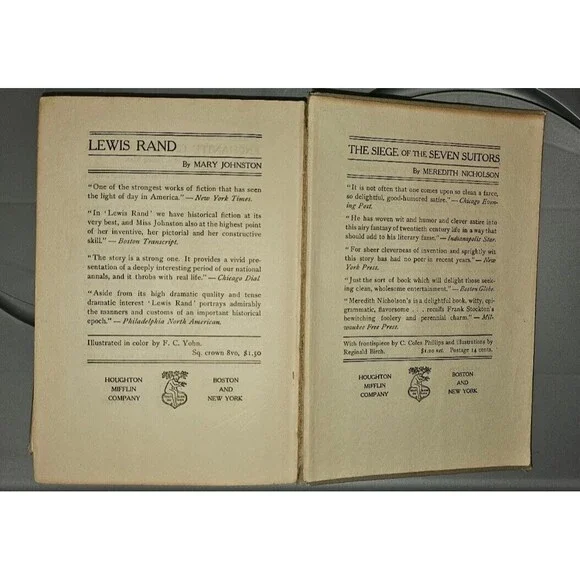 LEWIS RAND
By MARY JOHNSTON
"One of the strongest works of fiction that has seen
the light of day in America." — New York Times.
"In 'Lewis Rand' we have historical fiction at its
very best, and Miss Johnston also at the highest point
of her inventive, her pictorial and her constructive
skill." — Boston Transcript.
"The story is a strong one. It provides a vivid pre-
sentation of a deeply interesting period of our national
annals, and it throbs with real life." — Chicago Dial
"Aside from its high dramatic quality and tense
dramatic interest 'Lewis Rand' portrays admirably
the manners and customs of an important historical
epoch." — Philadelphia North American.
Illustrated in color by F. C. Yohn.
Sq. crown 8vo, $1.50
HOUGHTON
MIFFLIN
COMPANY
BOSTON
AND
NEW YORK
THE SIEGE OF THE SEVEN SUITORS
By MEREDITH NICHOLSON
"It is not often that one comes upon so clean a farce,
so delightful, good-humored satire." — Chicago Even-
ing Post.
"He has woven wit and humor and clever satire into
this airy fantasy of twentieth century life in a way that
should add to his literary fame." — Indianapolis Star.
"For sheer cleverness of invention and sprightly wit
this story has had no peer in recent years." — New
York Press.
"Just the sort of book which will delight those seek-
ing clean, wholesome entertainment." — Boston Globe.
"Meredith Nicholson's is a delightful book, witty, epi-
grammatic, flavorsome . . . recalls Frank Stockton's
bewitching foolery and perennial charm." — Mil-
waukee Free Press.
With frontispiece by C. Coles Phillips and illustrations by
Reginald Birch. $1.20 net. Postage 14 cents.
HOUGHTON
MIFFLIN
COMPANY
BOSTON
AND
NEW YORK